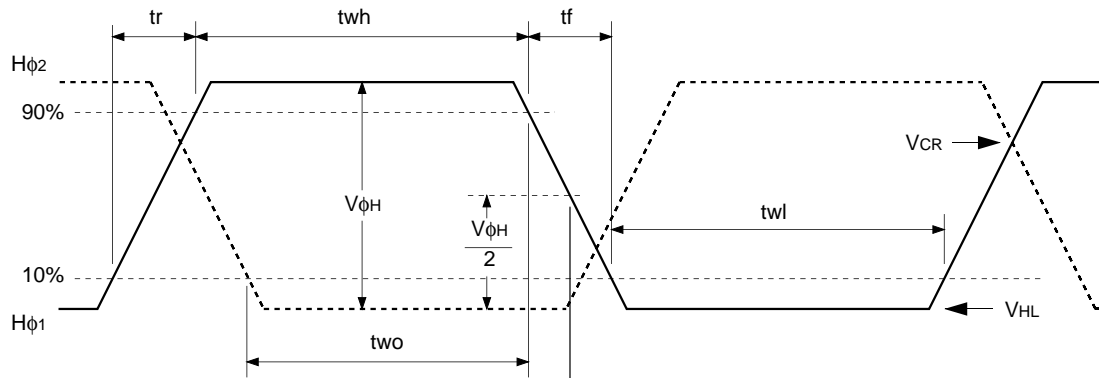 tr twh tf
Hϕ2
90%
VCR
VϕH
VϕH
2
twl
10%
Hϕ1
VHL
two